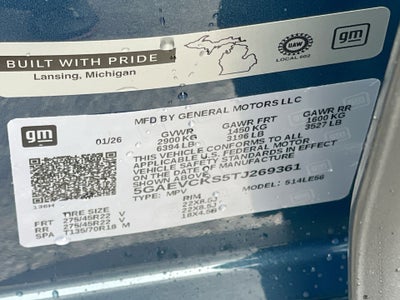 BUILT WITH PRIDE
Lansing, Michigan
UAW
LOCAL 602
gm
gm
MFD BY GENERAL MOTORS LLC
01/26
GVWR GAWR FRT GAWR RR
2900 KG 1450 KG 1600 KG
6394 LB 3196 LB 3527 LB
THIS VEHICLE CONFORMS TO ALL
APPLICABLE U.S. FEDERAL MOTOR
VEHICLE SAFETY
STANDARDS IN EFFECT ON THE
DATE OF MANUFACTURE
SHOWN ABOVE.
5GAEVCKS5TJ269361
TYPE: MPV MODEL: 514LE56
TIRE SIZE RIM
FRT 275/45R22 V 22X8.5J
RR 275/45R22 V 22X8.5J
SPA T135/70R18 M 18X4.5B